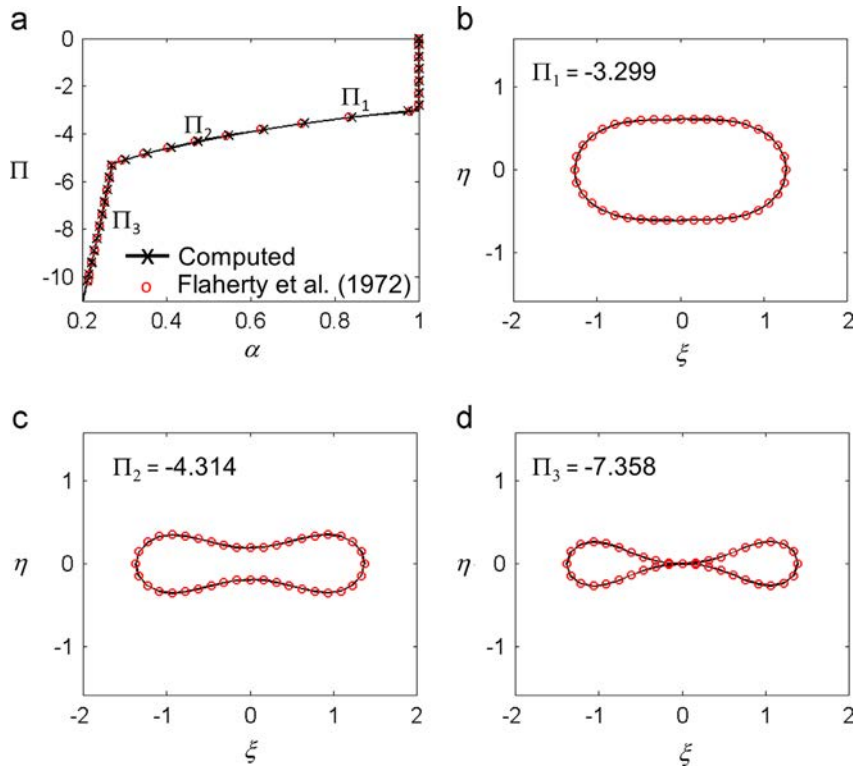 a
0
-2
-4
-6
-8
-10
Π
Π₁
Π₂
Π₃
Computed
Flaherty et al. (1972)
0.2 0.4 0.6 0.8 1
α
b
Π₁ = -3.299
1
0
-1
η
-2 -1 0 1 2
ξ
c
Π₂ = -4.314
1
0
-1
η
-2 -1 0 1 2
ξ
d
Π₃ = -7.358
1
0
-1
η
-2 -1 0 1 2
ξ